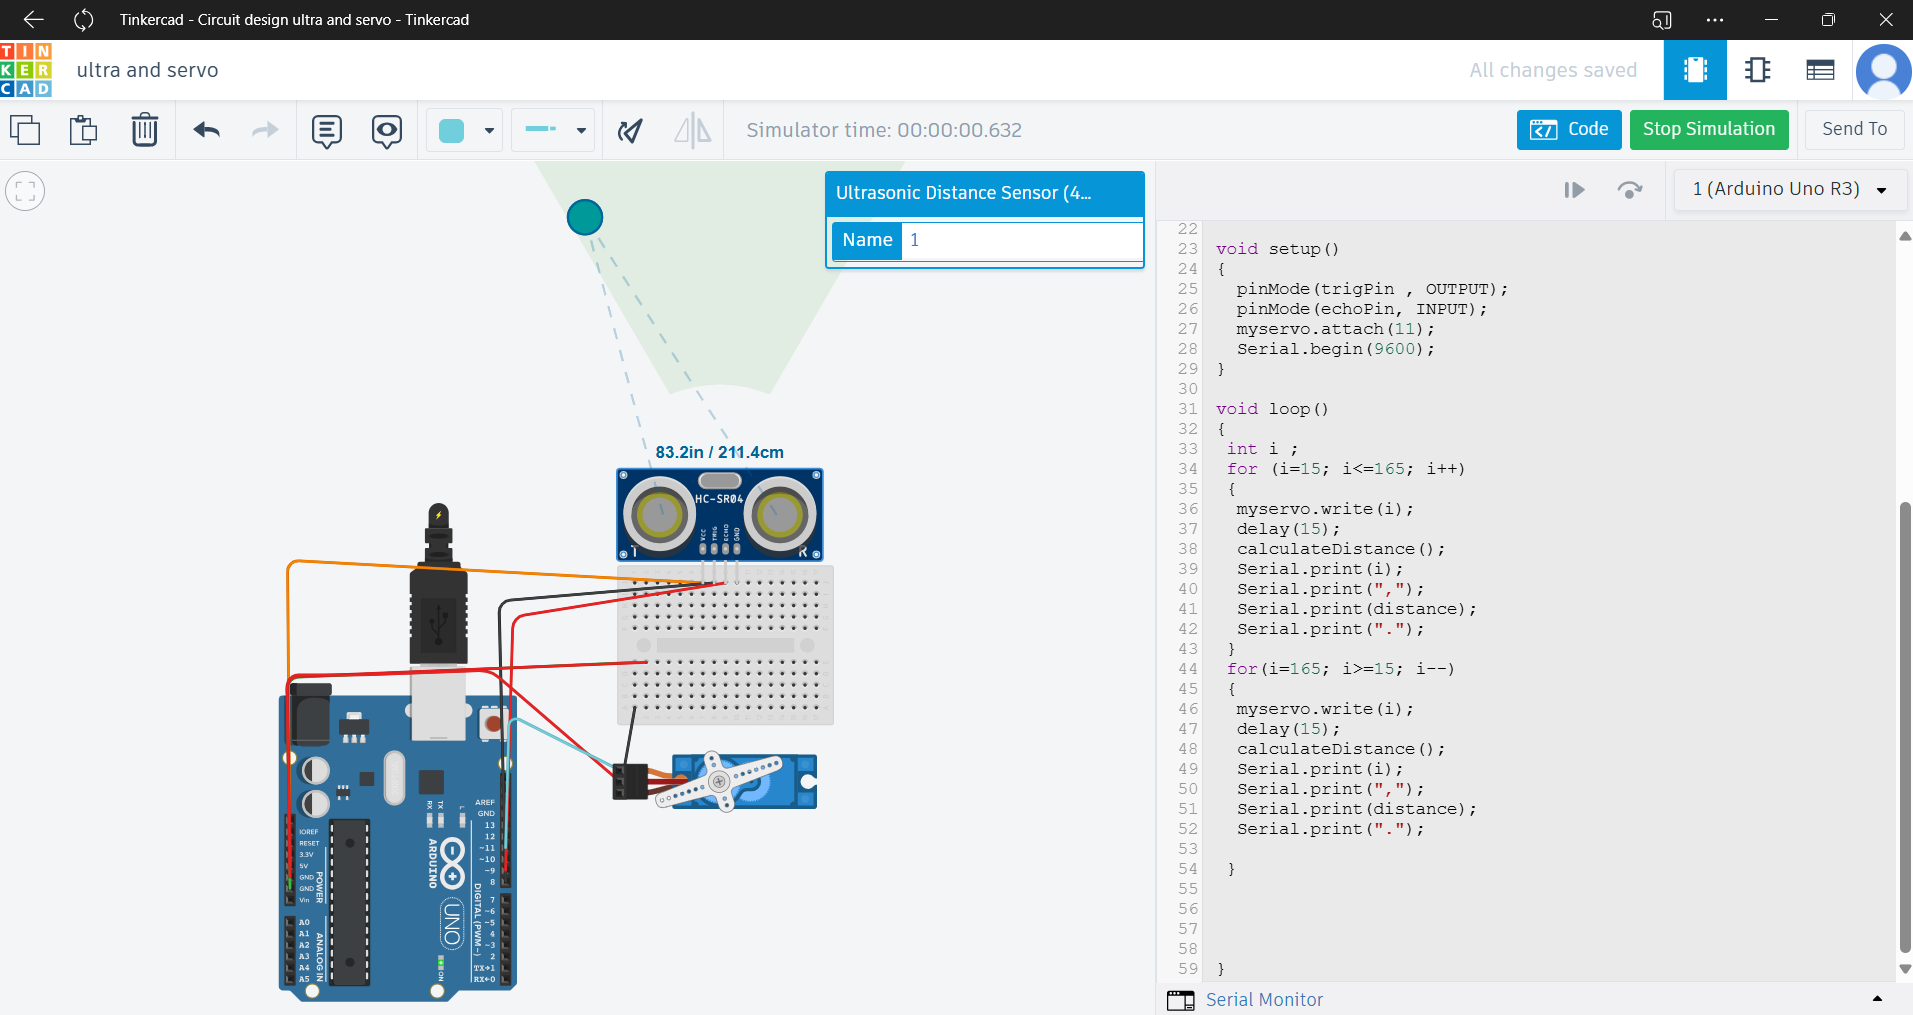 Tinkercad - Circuit design ultra and servo - Tinkercad
TIN
KER
CAD
ultra and servo
All changes saved
Simulator time: 00:00:00.632
Code
Stop Simulation
Send To
Ultrasonic Distance Sensor (4...
Name 1
1 (Arduino Uno R3)
83.2in / 211.4cm
HC-SR04
VCC
TRIG
ECHO
GND
T
R
AREF
GND
13
12
~11
~10
~9
8
7
~6
~5
4
~3
2
TX→1
RX←0
DIGITAL (PWM~)
IOREF
RESET
3.3V
5V
GND
GND
Vin
POWER
A0
A1
A2
A3
A4
A5
ANALOG IN
RX
TX
L
ARDUINO
UNO
ON
22
23 void setup()
24 {
25 pinMode(trigPin , OUTPUT);
26 pinMode(echoPin, INPUT);
27 myservo.attach(11);
28 Serial.begin(9600);
29 }
30
31 void loop()
32 {
33 int i ;
34 for (i=15; i<=165; i++)
35 {
36 myservo.write(i);
37 delay(15);
38 calculateDistance();
39 Serial.print(i);
40 Serial.print(",");
41 Serial.print(distance);
42 Serial.print(".");
43 }
44 for(i=165; i>=15; i--)
45 {
46 myservo.write(i);
47 delay(15);
48 calculateDistance();
49 Serial.print(i);
50 Serial.print(",");
51 Serial.print(distance);
52 Serial.print(".");
53
54 }
55
56
57
58
59 }
Serial Monitor